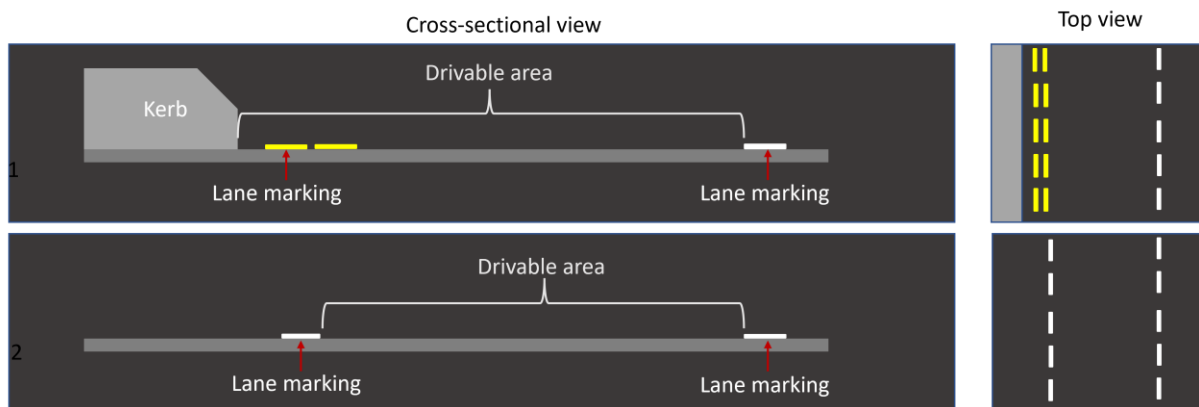 Cross-sectional view
Top view
Drivable area
Kerb
1
Lane marking
Lane marking
Drivable area
2
Lane marking
Lane marking